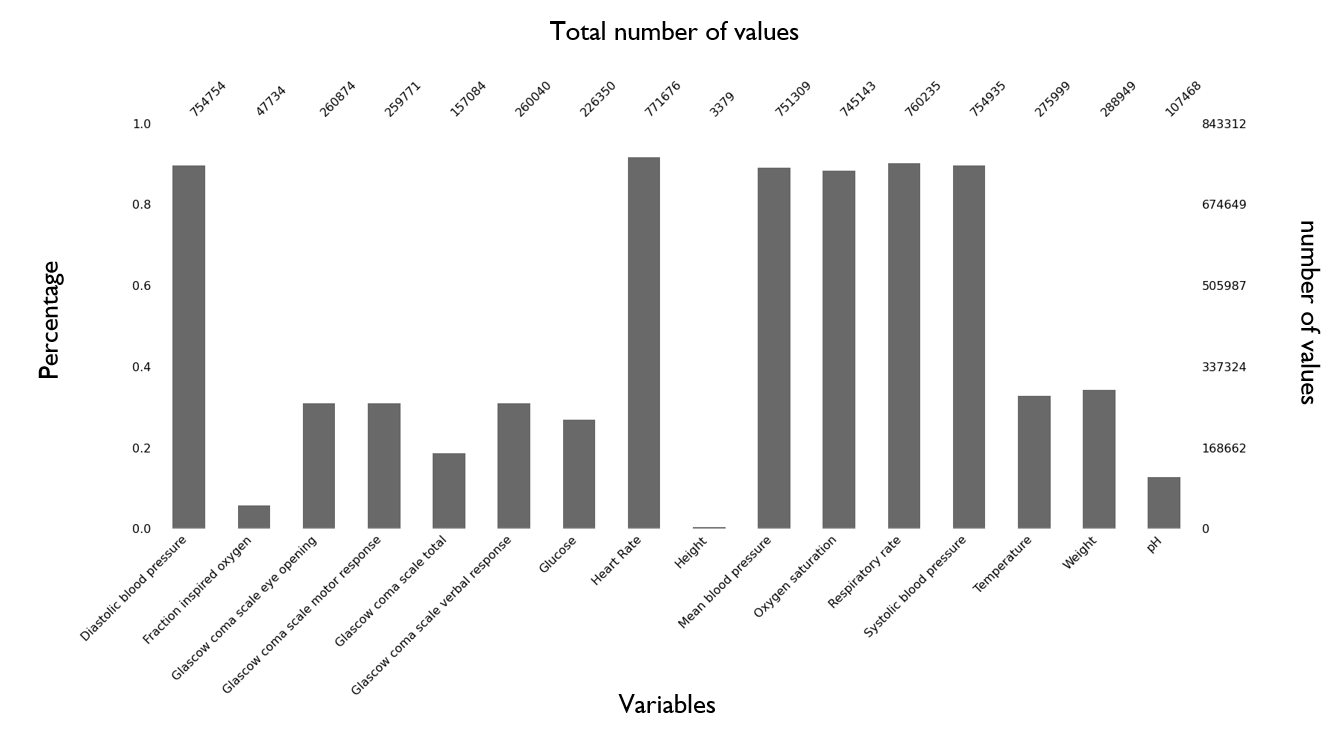 Total number of values
754754
47734
260874
259771
157084
260040
226350
771676
3379
751309
745143
760235
754935
275999
288949
107468
1.0
0.8
0.6
0.4
0.2
0.0
Percentage
843312
674649
505987
337324
168662
0
number of values
Diastolic blood pressure
Fraction inspired oxygen
Glascow coma scale eye opening
Glascow coma scale motor response
Glascow coma scale total
Glascow coma scale verbal response
Glucose
Heart Rate
Height
Mean blood pressure
Oxygen saturation
Respiratory rate
Systolic blood pressure
Temperature
Weight
pH
Variables